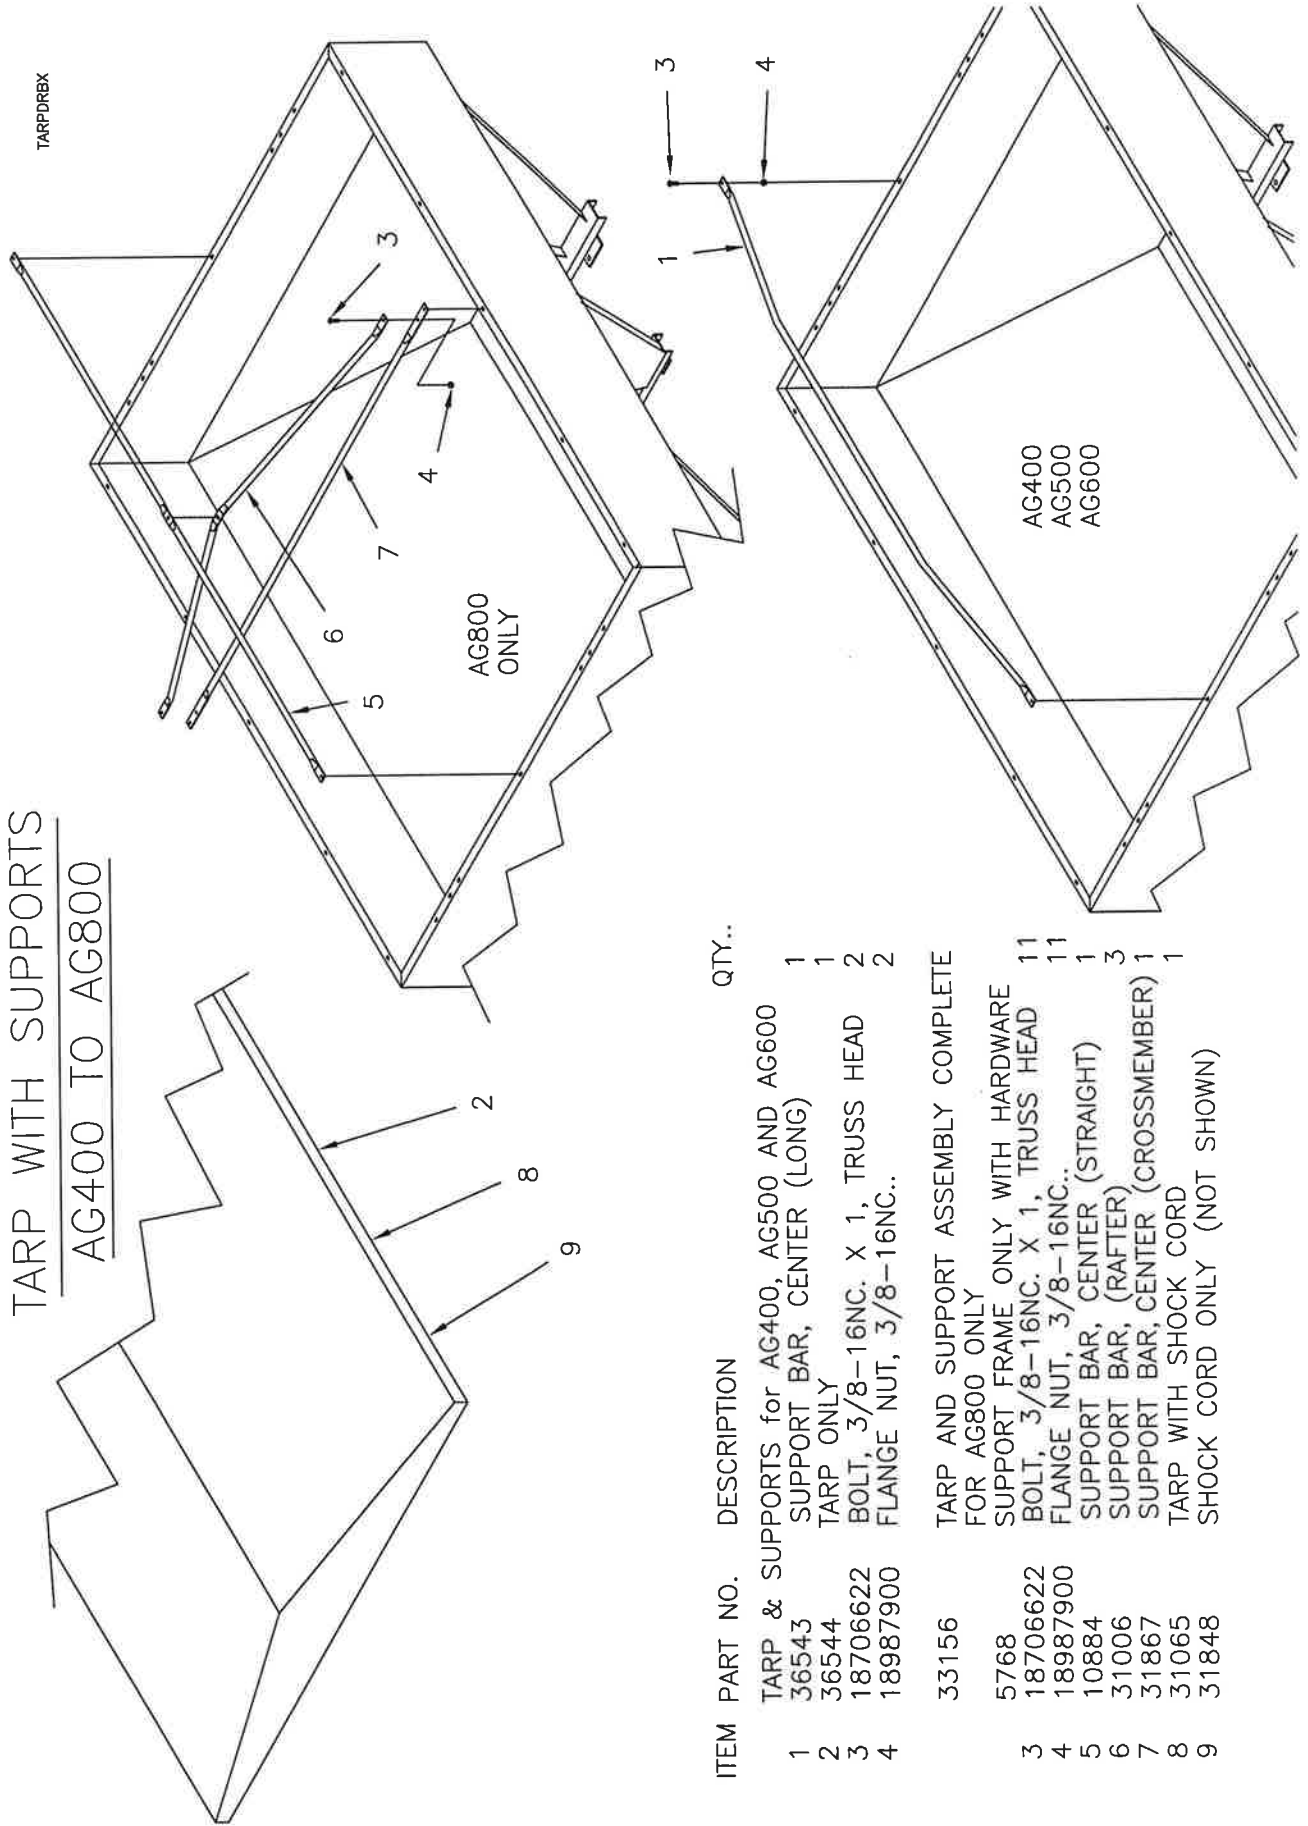 TARPDRBX
TARP WITH SUPPORTS
AG400 TO AG800
2
8
9
3
4
5
6
7
AG800
ONLY
1
3
4
AG400
AG500
AG600
ITEM PART NO. DESCRIPTION QTY..
TARP & SUPPORTS for AG400, AG500 AND AG600
1 36543 SUPPORT BAR, CENTER (LONG) 1
2 36544 TARP ONLY 1
3 18706622 BOLT, 3/8-16NC. X 1, TRUSS HEAD 2
4 18987900 FLANGE NUT, 3/8-16NC.. 2
33156 TARP AND SUPPORT ASSEMBLY COMPLETE
FOR AG800 ONLY
5768 SUPPORT FRAME ONLY WITH HARDWARE
3 18706622 BOLT, 3/8-16NC. X 1, TRUSS HEAD 11
4 18987900 FLANGE NUT, 3/8-16NC.. 11
5 10884 SUPPORT BAR, CENTER (STRAIGHT) 1
6 31006 SUPPORT BAR, (RAFTER) 3
7 31867 SUPPORT BAR, CENTER (CROSSMEMBER) 1
8 31065 TARP WITH SHOCK CORD 1
9 31848 SHOCK CORD ONLY (NOT SHOWN)